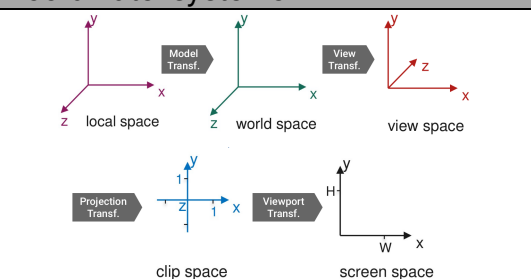 y
Model
Transf.
x
z
local space
y
x
z
world space
View
Transf.
y
z
x
view space
Projection
Transf.
y
1
z
1
x
clip space
Viewport
Transf.
y
H
W
x
screen space